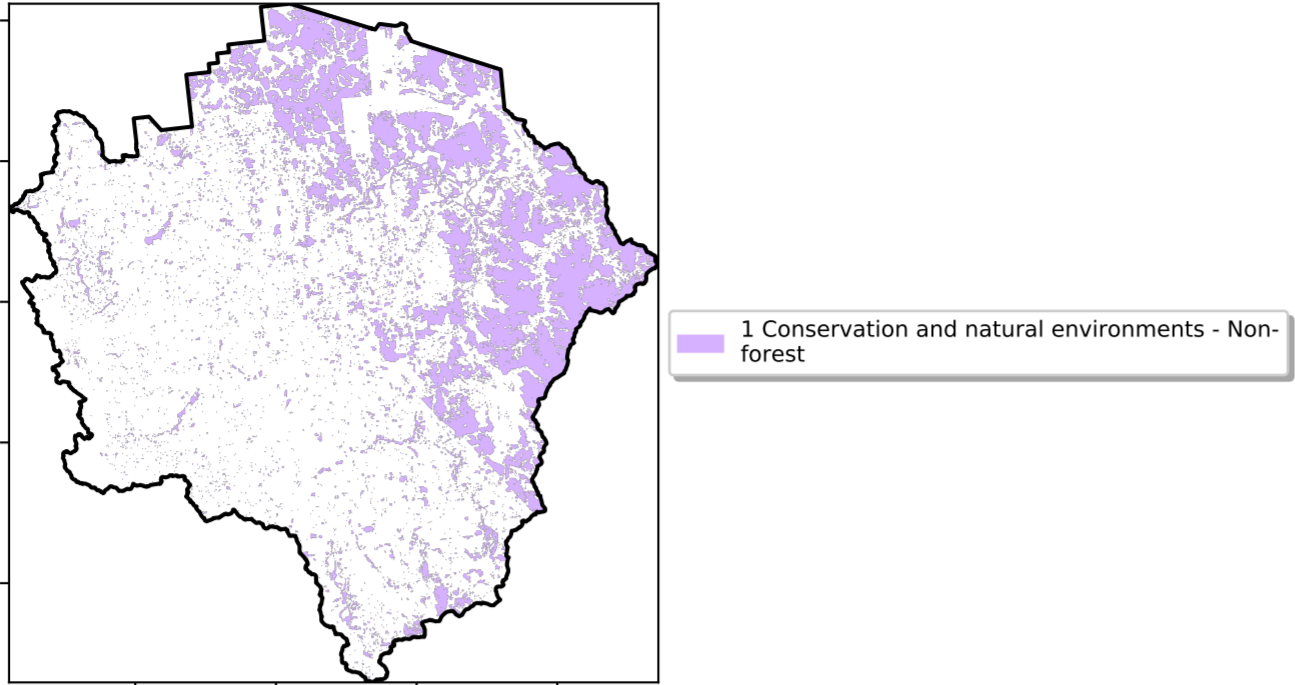 1 Conservation and natural environments - Non-
forest